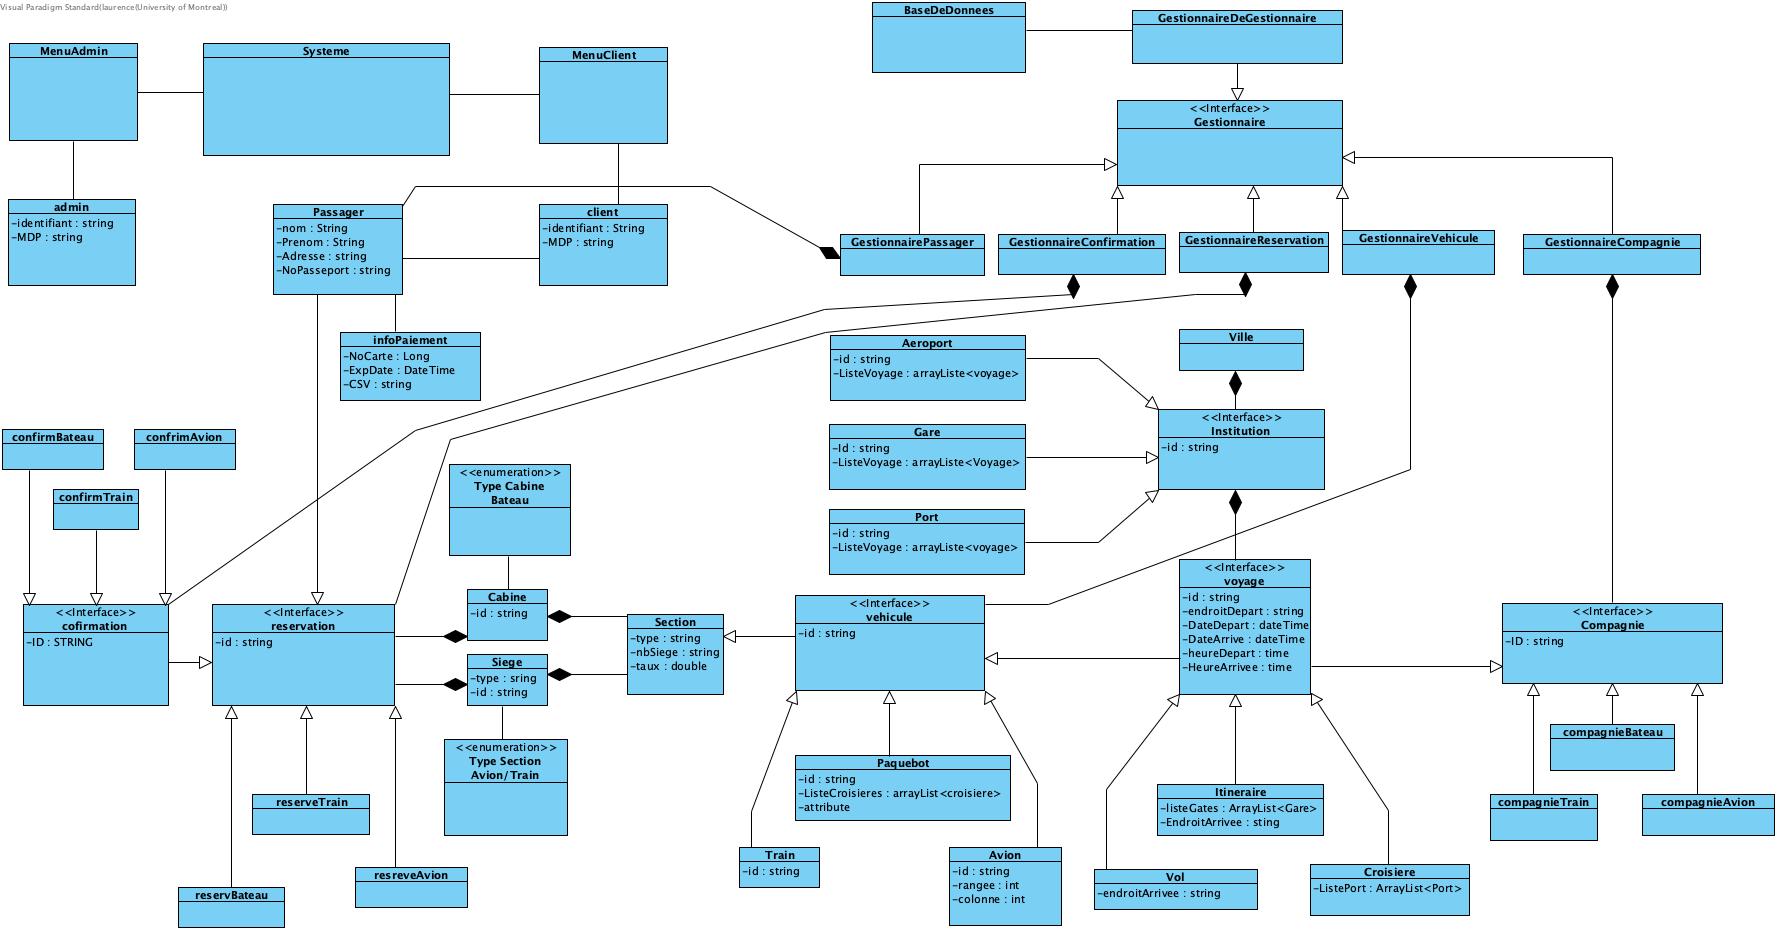 Visual Paradigm Standard(laurence(University of Montreal))
BaseDeDonnees
GestionnaireDeGestionnaire
MenuAdmin
Systeme
MenuClient
<<Interface>>
Gestionnaire
admin
-identifiant : string
-MDP : string
Passager
-nom : String
-Prenom : String
-Adresse : string
-NoPasseport : string
client
-identifiant : String
-MDP : string
GestionnairePassager
GestionnaireConfirmation
GestionnaireReservation
GestionnaireVehicule
GestionnaireCompagnie
infoPaiement
-NoCarte : Long
-ExpDate : DateTime
-CSV : string
Aeroport
-id : string
-ListeVoyage : arrayListe<voyage>
Ville
Gare
-Id : string
-ListeVoyage : arrayListe<Voyage>
<<Interface>>
Institution
-id : string
Port
-id : string
-ListeVoyage : arrayListe<voyage>
confirmBateau
confrimAvion
confirmTrain
<<enumeration>>
Type Cabine
Bateau
<<Interface>>
cofirmation
-ID : STRING
<<Interface>>
reservation
-id : string
Cabine
-id : string
Siege
-type : sring
-id : string
Section
-type : string
-nbSiege : string
-taux : double
<<Interface>>
vehicule
-id : string
<<Interface>>
voyage
-id : string
-endroitDepart : string
-DateDepart : dateTime
-DateArrive : dateTime
-heureDepart : time
-HeureArrivee : time
<<Interface>>
Compagnie
-ID : string
<<enumeration>>
Type Section
Avion/Train
reserveTrain
resreveAvion
reservBateau
Paquebot
-id : string
-ListeCroisieres : arrayList<croisiere>
-attribute
Train
-id : string
Avion
-id : string
-rangee : int
-colonne : int
Itineraire
-listeGates : ArrayList<Gare>
-EndroitArrivee : sting
Vol
-endroitArrivee : string
Croisiere
-ListePort : ArrayList<Port>
compagnieBateau
compagnieTrain
compagnieAvion